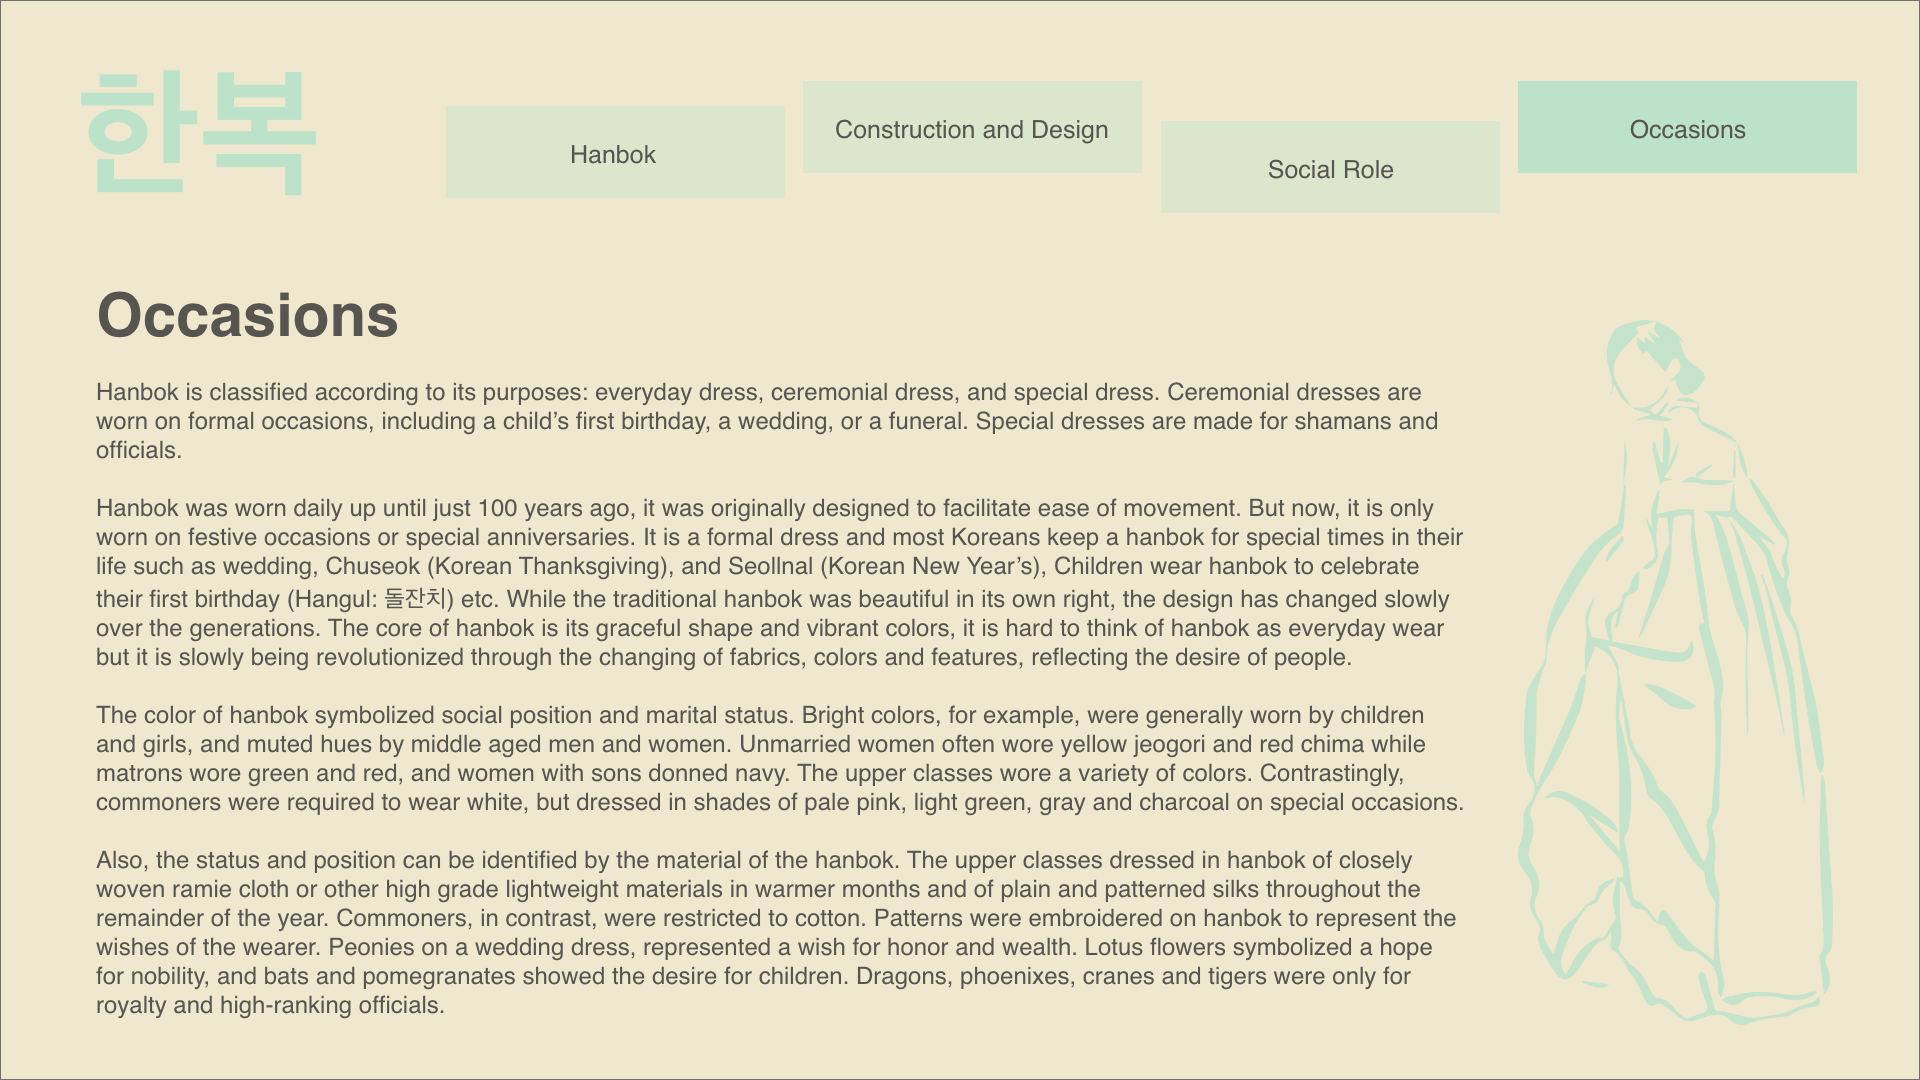 한복
Hanbok
Construction and Design
Social Role
Occasions
Occasions
Hanbok is classified according to its purposes: everyday dress, ceremonial dress, and special dress. Ceremonial dresses are
worn on formal occasions, including a child’s first birthday, a wedding, or a funeral. Special dresses are made for shamans and
officials.
Hanbok was worn daily up until just 100 years ago, it was originally designed to facilitate ease of movement. But now, it is only
worn on festive occasions or special anniversaries. It is a formal dress and most Koreans keep a hanbok for special times in their
life such as wedding, Chuseok (Korean Thanksgiving), and Seollnal (Korean New Year’s), Children wear hanbok to celebrate
their first birthday (Hangul: 돌잔치) etc. While the traditional hanbok was beautiful in its own right, the design has changed slowly
over the generations. The core of hanbok is its graceful shape and vibrant colors, it is hard to think of hanbok as everyday wear
but it is slowly being revolutionized through the changing of fabrics, colors and features, reflecting the desire of people.
The color of hanbok symbolized social position and marital status. Bright colors, for example, were generally worn by children
and girls, and muted hues by middle aged men and women. Unmarried women often wore yellow jeogori and red chima while
matrons wore green and red, and women with sons donned navy. The upper classes wore a variety of colors. Contrastingly,
commoners were required to wear white, but dressed in shades of pale pink, light green, gray and charcoal on special occasions.
Also, the status and position can be identified by the material of the hanbok. The upper classes dressed in hanbok of closely
woven ramie cloth or other high grade lightweight materials in warmer months and of plain and patterned silks throughout the
remainder of the year. Commoners, in contrast, were restricted to cotton. Patterns were embroidered on hanbok to represent the
wishes of the wearer. Peonies on a wedding dress, represented a wish for honor and wealth. Lotus flowers symbolized a hope
for nobility, and bats and pomegranates showed the desire for children. Dragons, phoenixes, cranes and tigers were only for
royalty and high-ranking officials.